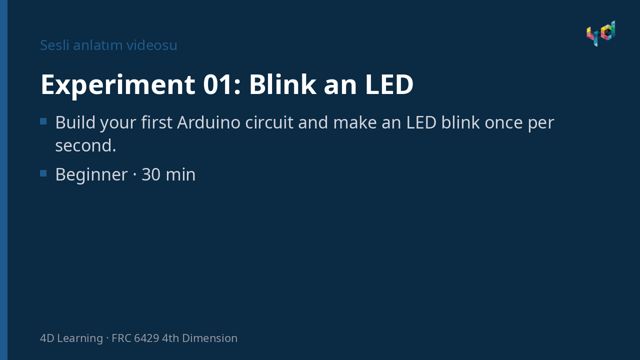 Sesli anlatım videosu
4d
Experiment 01: Blink an LED
Build your first Arduino circuit and make an LED blink once per
second.
Beginner · 30 min
4D Learning · FRC 6429 4th Dimension